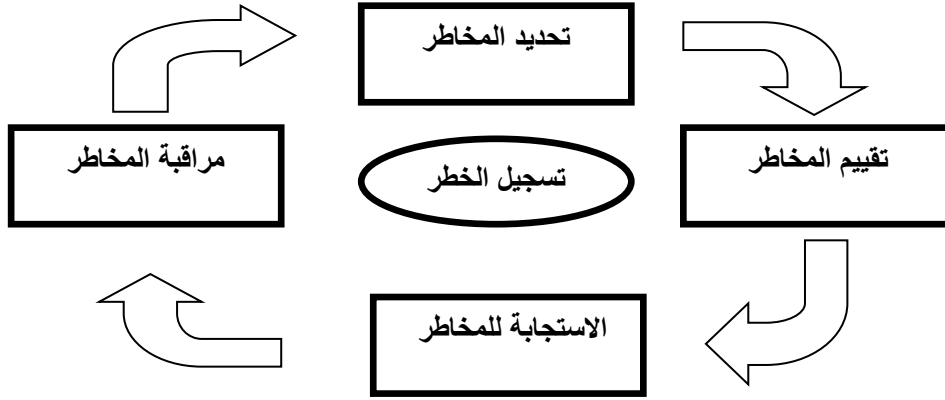 تحديد المخاطر
تقييم المخاطر
تسجيل الخطر
مراقبة المخاطر
الاستجابة للمخاطر